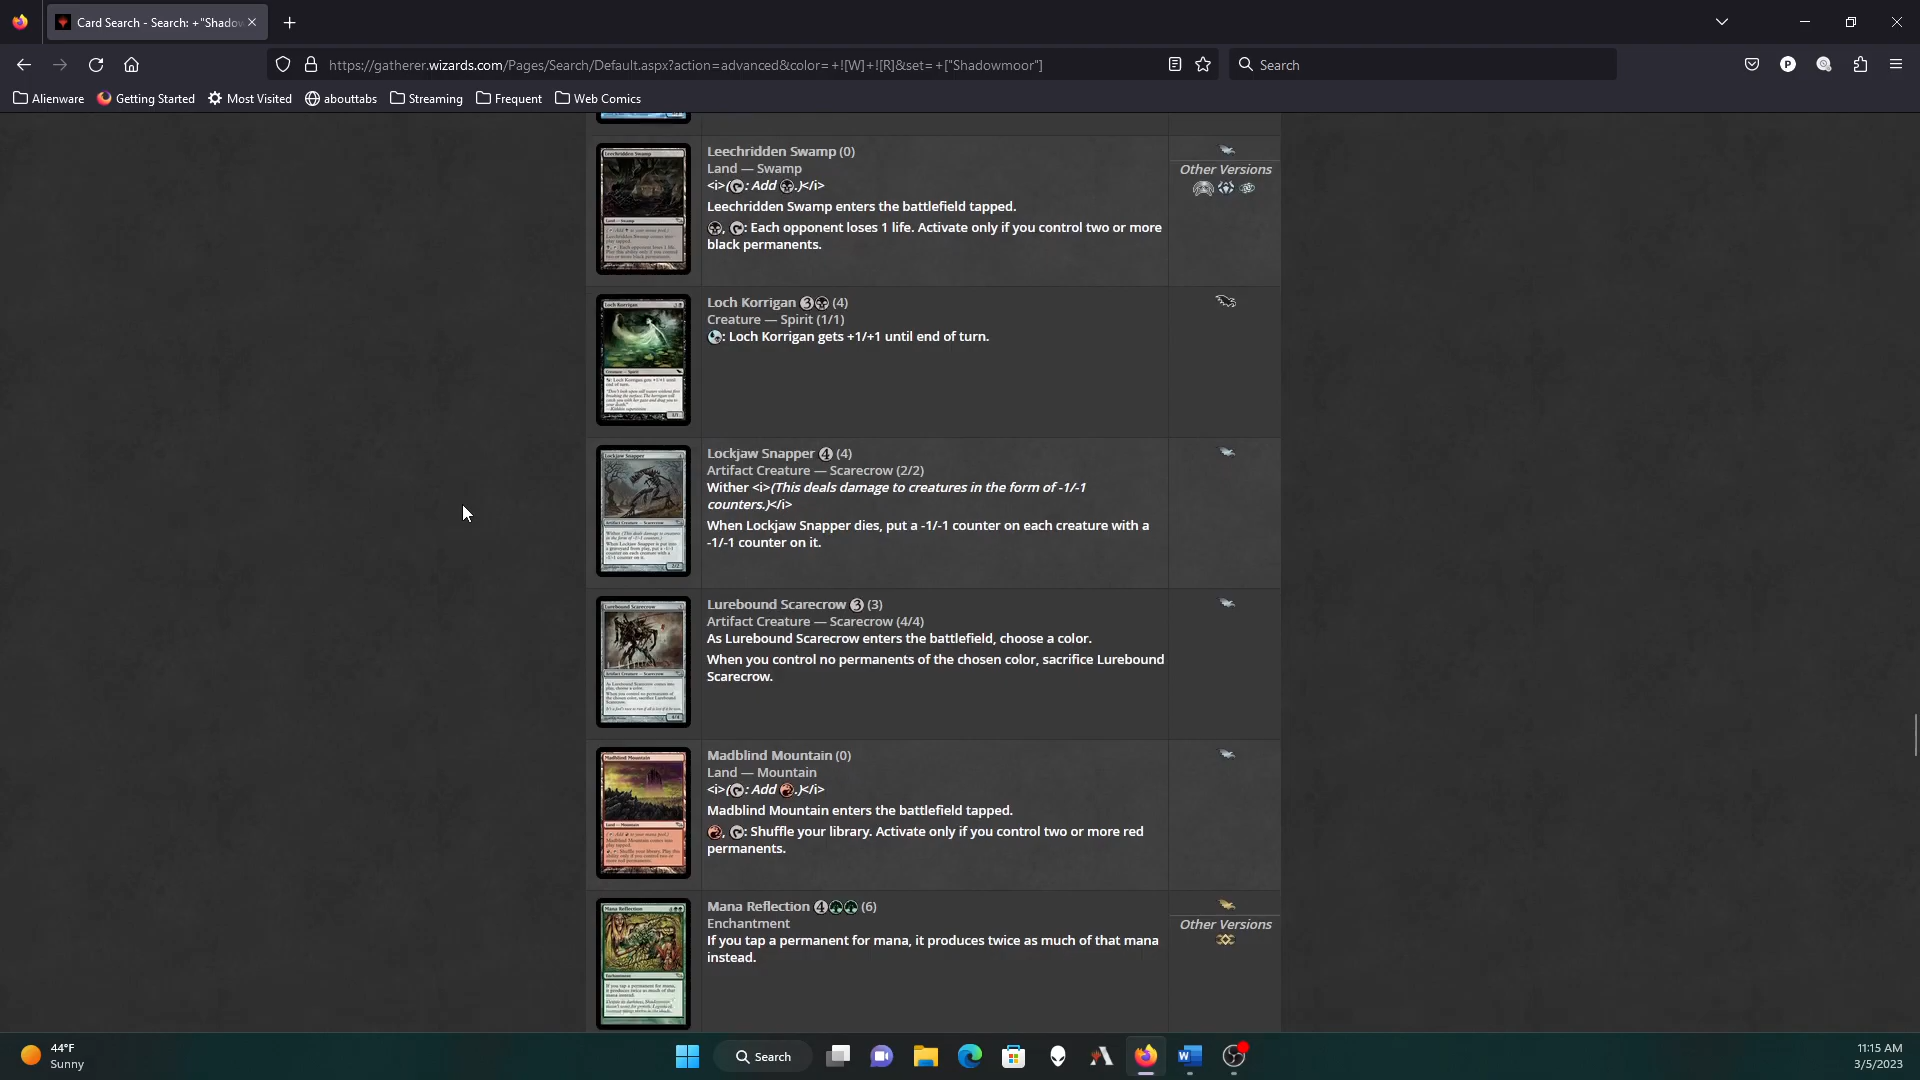 Card Search - Search: +"Shadow
https://gatherer.wizards.com/Pages/Search/Default.aspx?action=advanced&color=+![W]+![R]&set=+["Shadowmoor"]
Search
Alienware
Getting Started
Most Visited
abouttabs
Streaming
Frequent
Web Comics
Leechridden Swamp (0)
Land — Swamp
<i>(: Add .)</i>
Leechridden Swamp enters the battlefield tapped.
, : Each opponent loses 1 life. Activate only if you control two or more
black permanents.
Other Versions
Loch Korrigan 3 (4)
Creature — Spirit (1/1)
: Loch Korrigan gets +1/+1 until end of turn.
Lockjaw Snapper 4 (4)
Artifact Creature — Scarecrow (2/2)
Wither <i>(This deals damage to creatures in the form of -1/-1
counters.)</i>
When Lockjaw Snapper dies, put a -1/-1 counter on each creature with a
-1/-1 counter on it.
Lurebound Scarecrow 3 (3)
Artifact Creature — Scarecrow (4/4)
As Lurebound Scarecrow enters the battlefield, choose a color.
When you control no permanents of the chosen color, sacrifice Lurebound
Scarecrow.
Madblind Mountain (0)
Land — Mountain
<i>(: Add .)</i>
Madblind Mountain enters the battlefield tapped.
, : Shuffle your library. Activate only if you control two or more red
permanents.
Mana Reflection 4 (6)
Enchantment
If you tap a permanent for mana, it produces twice as much of that mana
instead.
Other Versions
44°F
Sunny
Search
11:15 AM
3/5/2023